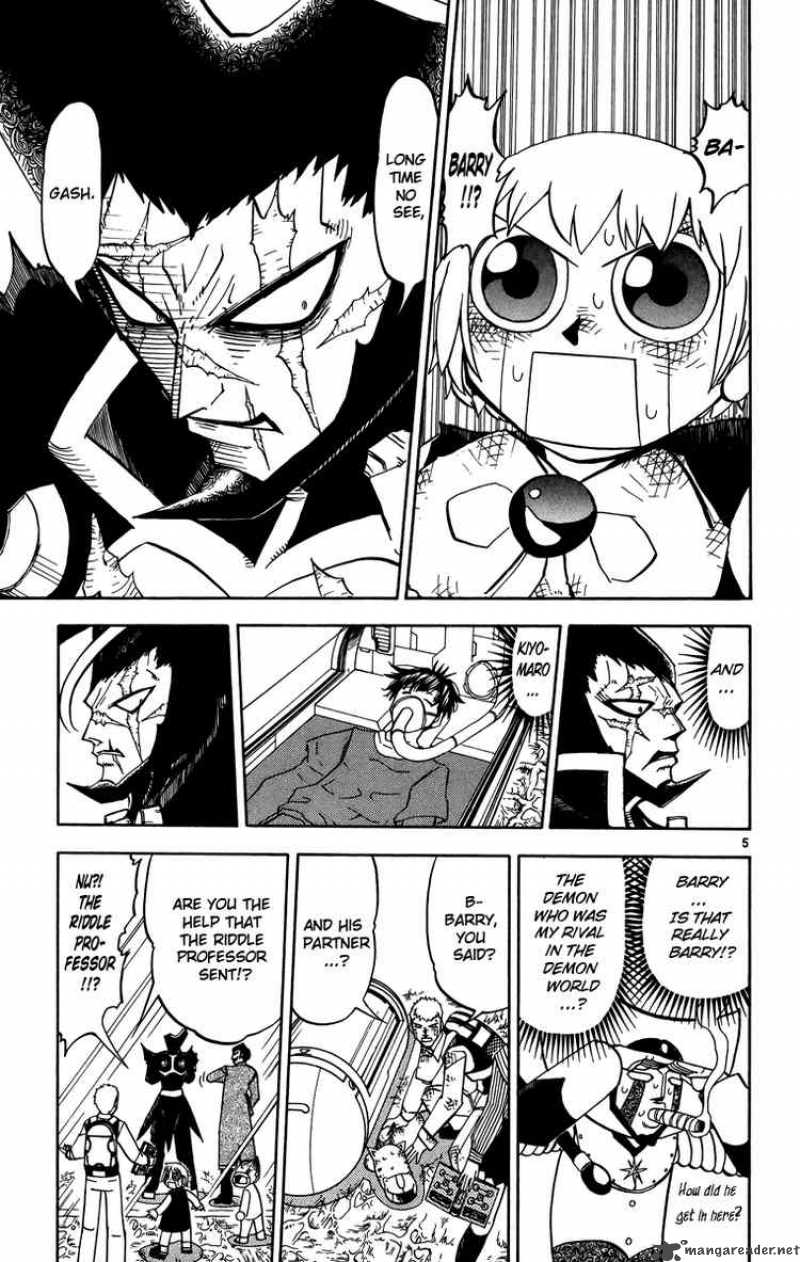 BA-
BARRY
!!?
LONG
TIME
NO
SEE,
GASH.
AND
...
KIYO-
MARO
...
5
BARRY
...
IS THAT
REALLY
BARRY!?
THE
DEMON
WHO WAS
MY RIVAL
IN THE
DEMON
WORLD
...?
How did he
get in here?
B-
BARRY,
YOU
SAID?
AND HIS
PARTNER
...?
ARE YOU THE
HELP THAT
THE RIDDLE
PROFESSOR
SENT!?
NU?!
THE
RIDDLE
PRO-
FESSOR
!!?
mangareader.net